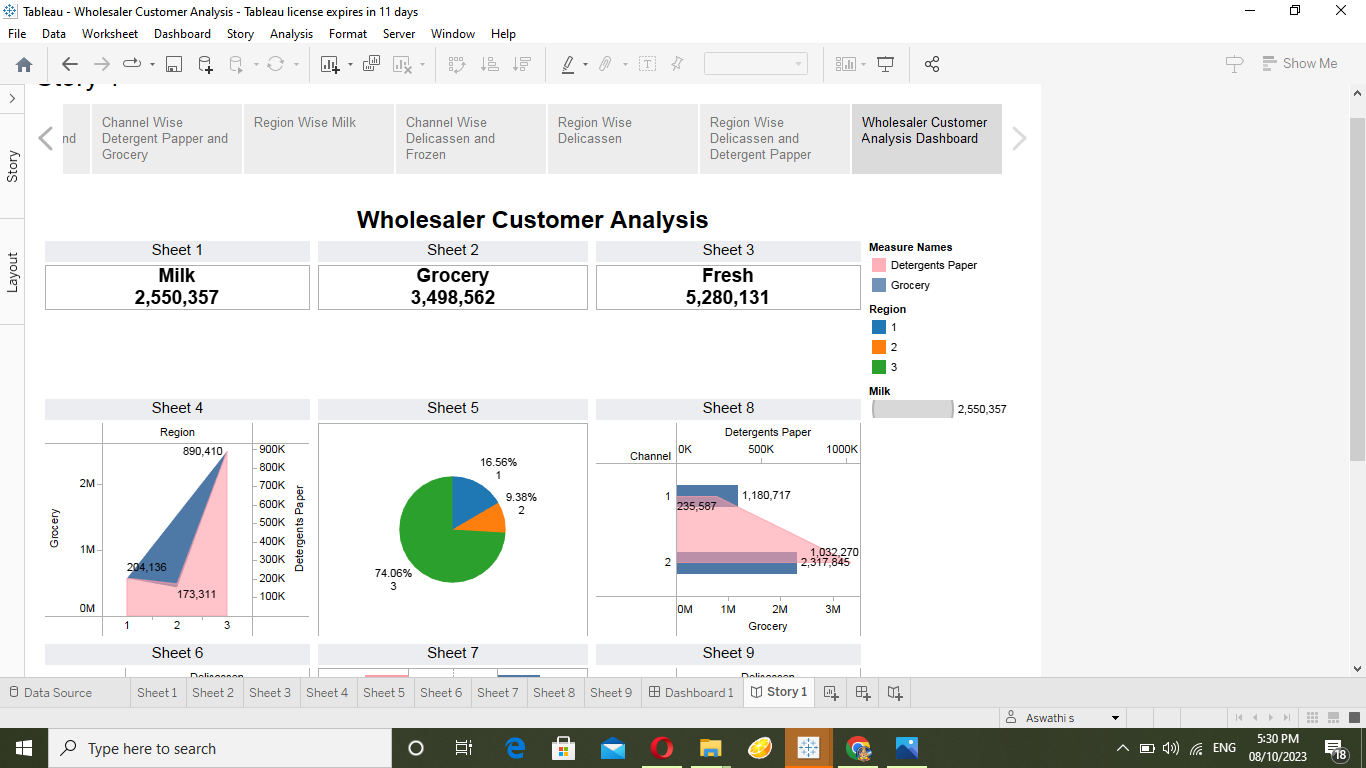 Tableau - Wholesaler Customer Analysis - Tableau license expires in 11 days
File Data Worksheet Dashboard Story Analysis Format Server Window Help
Show Me
Story
Layout
nd
Channel Wise
Detergent Papper and
Grocery
Region Wise Milk
Channel Wise
Delicassen and
Frozen
Region Wise
Delicassen
Region Wise
Delicassen and
Detergent Papper
Wholesaler Customer
Analysis Dashboard
Wholesaler Customer Analysis
Sheet 1
Milk
2,550,357
Sheet 2
Grocery
3,498,562
Sheet 3
Fresh
5,280,131
Measure Names
Detergents Paper
Grocery
Region
1
2
3
Milk
2,550,357
Sheet 4
Region
890,410
204,136
173,311
Grocery
2M
1M
0M
900K
800K
700K
600K
500K
400K
300K
200K
100K
Detergents Paper
1 2 3
Sheet 5
16.56%
1
9.38%
2
74.06%
3
Sheet 8
Detergents Paper
Channel 0K 500K 1000K
1 1,180,717
235,587
1,032,270
2 2,317,845
0M 1M 2M 3M
Grocery
Sheet 6
Sheet 7
Sheet 9
Data Source Sheet 1 Sheet 2 Sheet 3 Sheet 4 Sheet 5 Sheet 6 Sheet 7 Sheet 8 Sheet 9 Dashboard 1 Story 1
Aswathi s
Type here to search
ENG
5:30 PM
08/10/2023
18